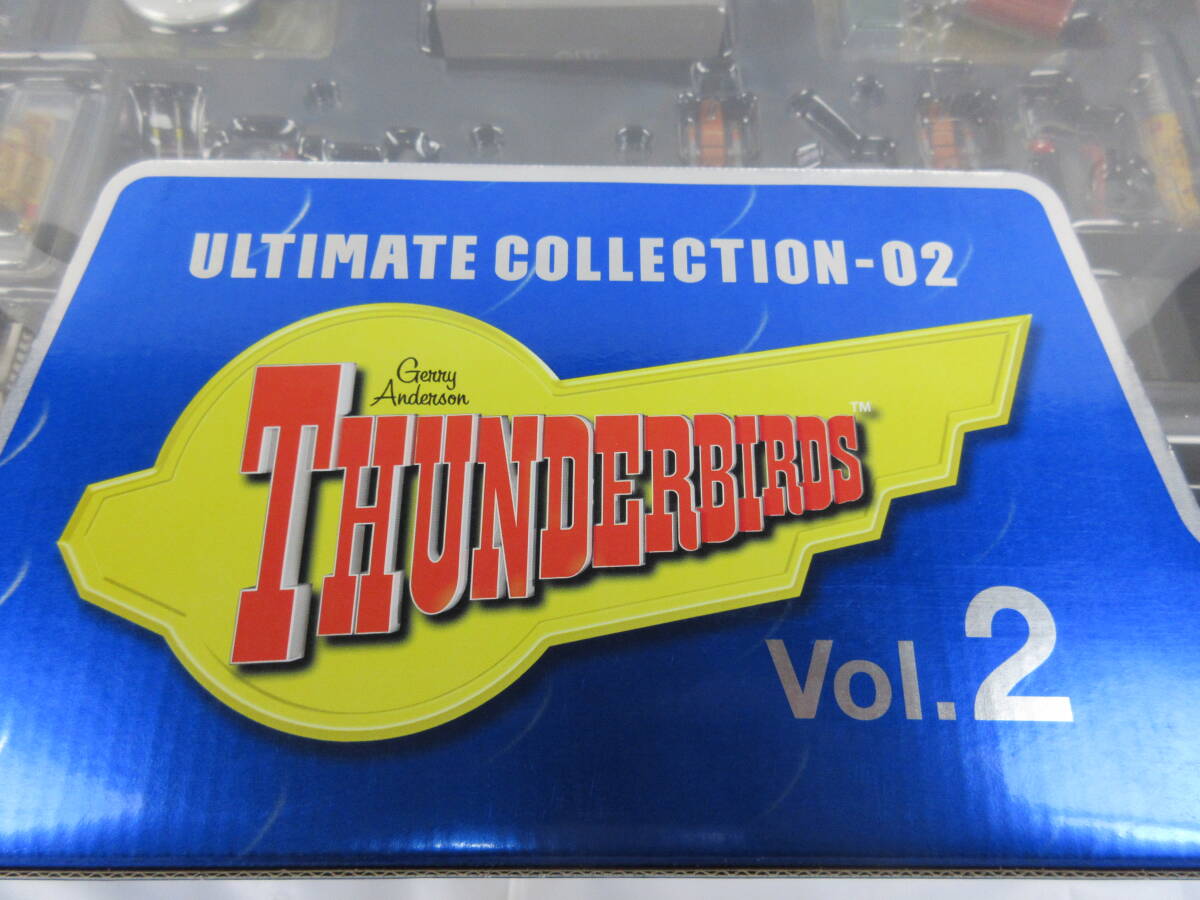 ULTIMATE COLLECTION-02
Gerry
Anderson
THUNDERBIRDS™
Vol.2